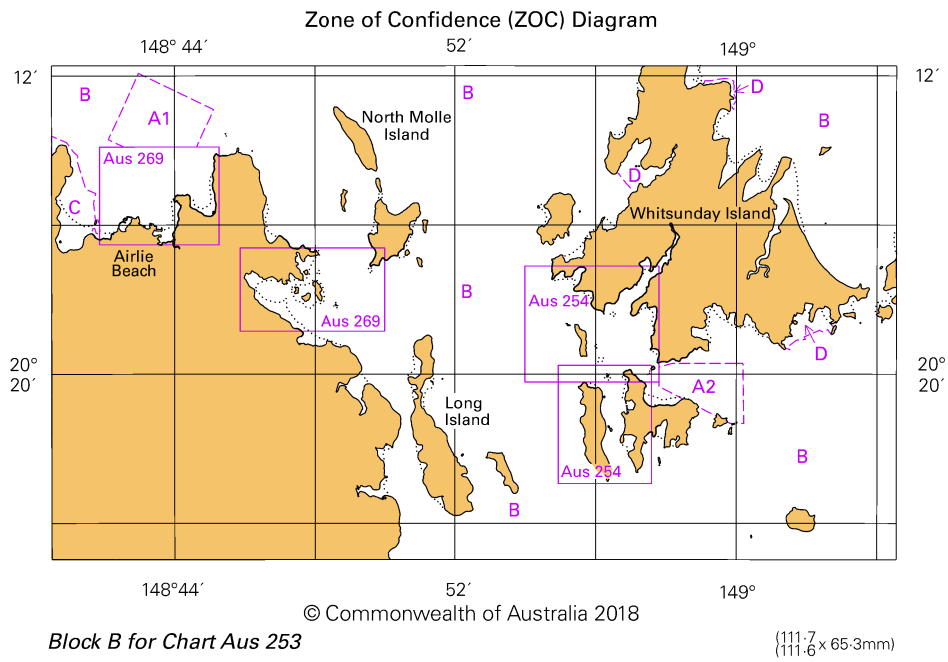 Zone of Confidence (ZOC) Diagram
148° 44′ 52′ 149°
12′ 12′
B
B
D
A1
North Molle
Island
B
Aus 269
D
C
Whitsunday Island
Airlie
Beach
B
Aus 254
Aus 269
D
20° 20°
20′ 20′
A2
Long
Island
B
Aus 254
B
148°44′ 52′ 149°
© Commonwealth of Australia 2018
Block B for Chart Aus 253
(111·7
(111·6 x 65·3mm)